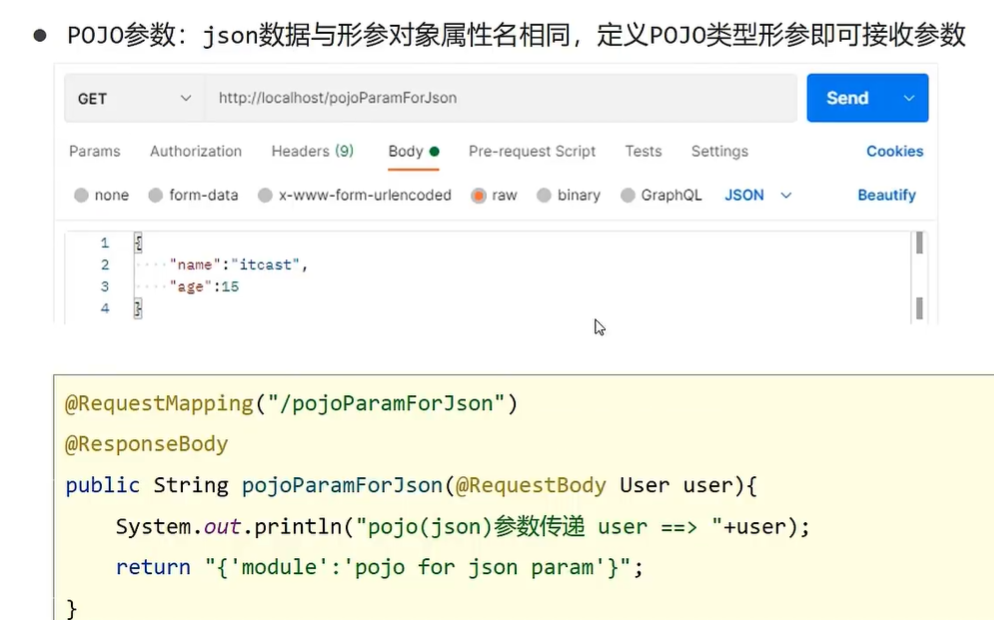 ● POJO参数：json数据与形参对象属性名相同，定义POJO类型形参即可接收参数
GET http://localhost/pojoParamForJson Send
Params Authorization Headers (9) Body Pre-request Script Tests Settings Cookies
none form-data x-www-form-urlencoded raw binary GraphQL JSON Beautify
1 {
2 "name":"itcast",
3 "age":15
4 }
@RequestMapping("/pojoParamForJson")
@ResponseBody
public String pojoParamForJson(@RequestBody User user){
System.out.println("pojo(json)参数传递 user ==> "+user);
return "{'module':'pojo for json param'}";
}